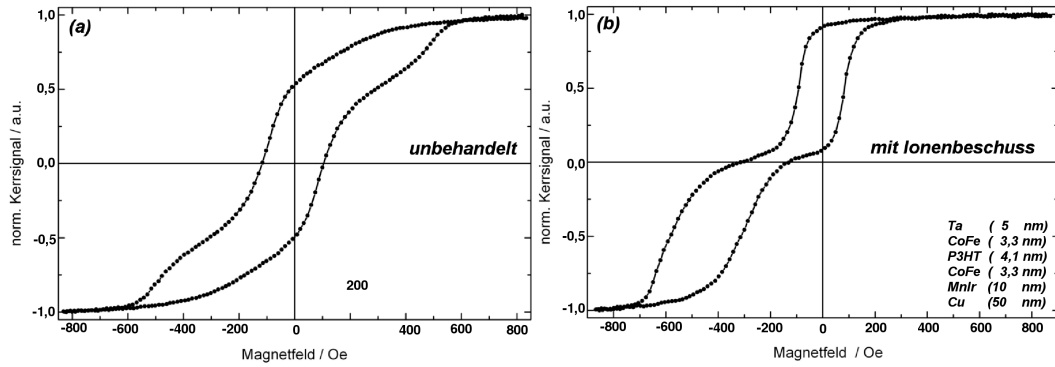 (a)
norm. Kerrsignal / a.u.
1,0
0,5
0,0
-0,5
-1,0
unbehandelt
200
-800 -600 -400 -200 0 200 400 600 800
Magnetfeld / Oe
(b)
norm. Kerrsignal / a.u.
1,0
0,5
0,0
-0,5
-1,0
mit Ionenbeschuss
Ta ( 5 nm)
CoFe ( 3,3 nm)
P3HT ( 4,1 nm)
CoFe ( 3,3 nm)
MnIr (10 nm)
Cu (50 nm)
-800 -600 -400 -200 0 200 400 600 800
Magnetfeld / Oe